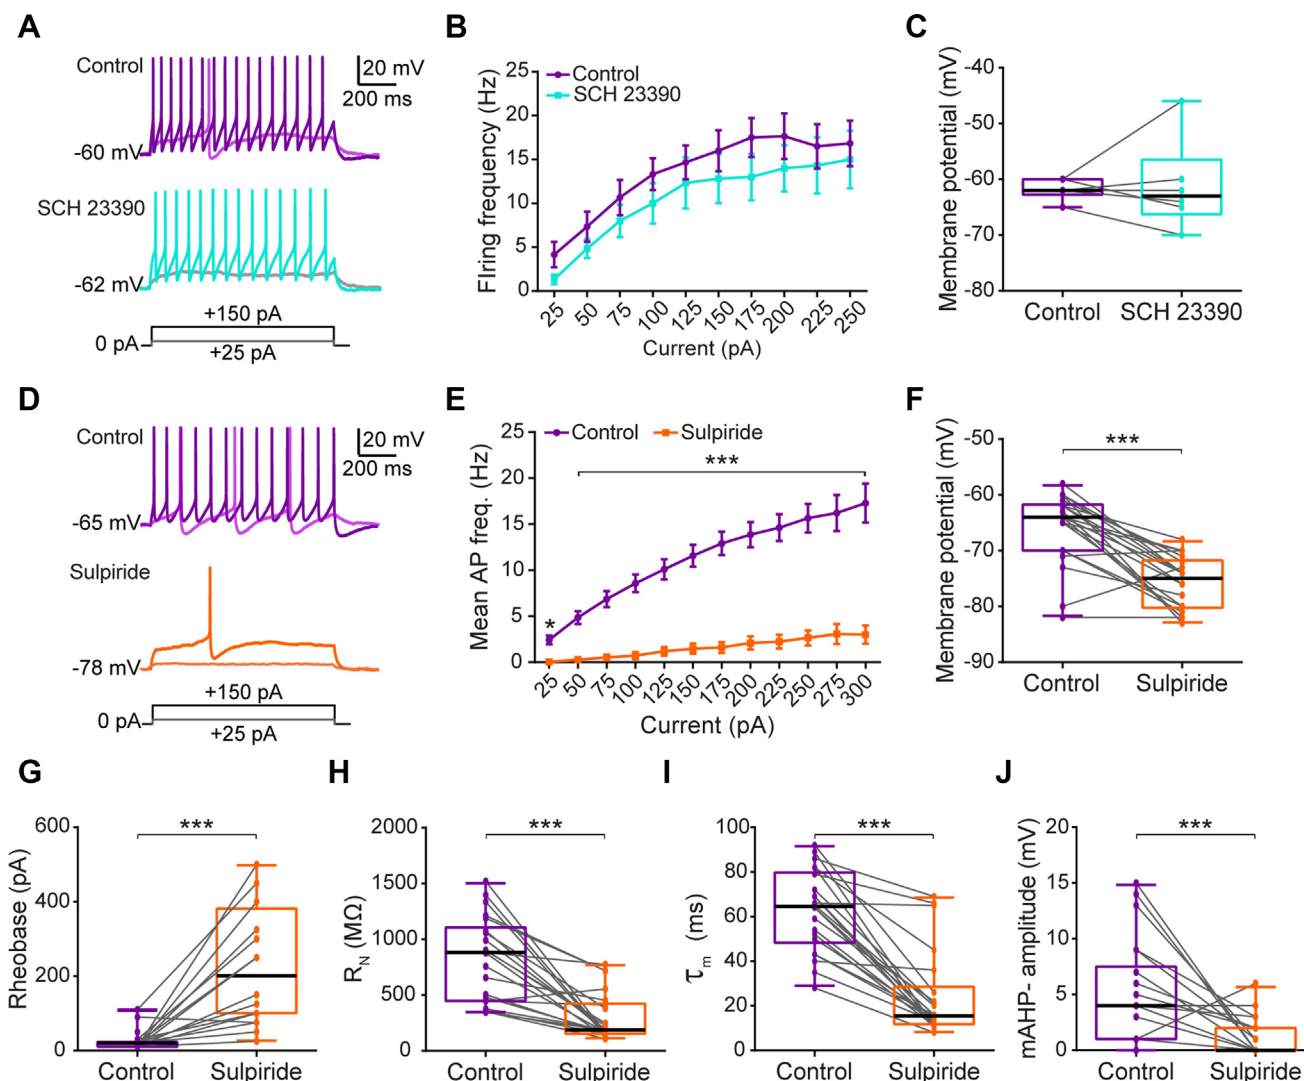 A
Control
20 mV
200 ms
-60 mV
SCH 23390
-62 mV
+150 pA
0 pA
+25 pA
B
FIring frequency (Hz)
25
20
15
10
5
0
Control
SCH 23390
25
50
75
100
125
150
175
200
225
250
Current (pA)
C
Membrane potential (mV)
-40
-50
-60
-70
-80
Control
SCH 23390
D
Control
20 mV
200 ms
-65 mV
Sulpiride
-78 mV
+150 pA
0 pA
+25 pA
E
Mean AP freq. (Hz)
25
20
15
10
5
0
Control
Sulpiride
***
*
25
50
75
100
125
150
175
200
225
250
275
300
Current (pA)
F
Membrane potential (mV)
-50
-60
-70
-80
-90
***
Control
Sulpiride
G
Rheobase (pA)
600
400
200
0
***
Control
Sulpiride
H
R_N (MΩ)
2000
1500
1000
500
0
***
Control
Sulpiride
I
τ_m (ms)
100
80
60
40
20
0
***
Control
Sulpiride
J
mAHP- amplitude (mV)
20
15
10
5
0
***
Control
Sulpiride